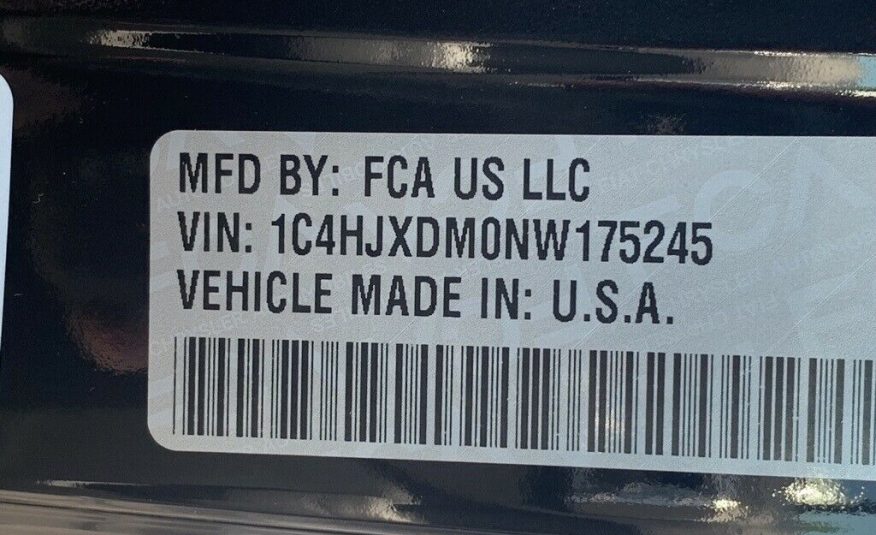 MFD BY: FCA US LLC
VIN: 1C4HJXDM0NW175245
VEHICLE MADE IN: U.S.A.